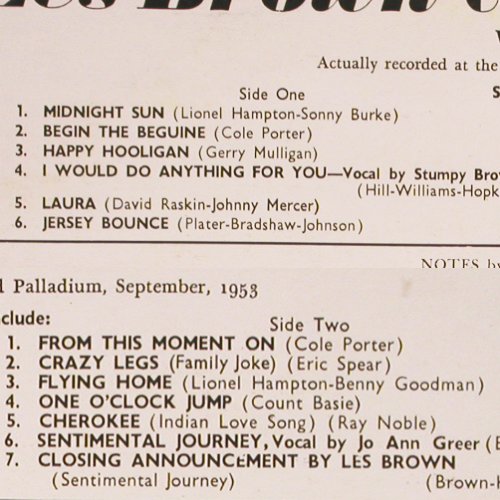 Les Brown
Actually recorded at the
Side One
1. MIDNIGHT SUN (Lionel Hampton-Sonny Burke)
2. BEGIN THE BEGUINE (Cole Porter)
3. HAPPY HOOLIGAN (Gerry Mulligan)
4. I WOULD DO ANYTHING FOR YOU—Vocal by Stumpy Brow
(Hill-Williams-Hopk
5. LAURA (David Raskin-Johnny Mercer)
6. JERSEY BOUNCE (Plater-Bradshaw-Johnson)
NOTES by
l Palladium, September, 1953
clude:
Side Two
1. FROM THIS MOMENT ON (Cole Porter)
2. CRAZY LEGS (Family Joke) (Eric Spear)
3. FLYING HOME (Lionel Hampton-Benny Goodman)
4. ONE O'CLOCK JUMP (Count Basie)
5. CHEROKEE (Indian Love Song) (Ray Noble)
6. SENTIMENTAL JOURNEY, Vocal by Jo Ann Greer (B
7. CLOSING ANNOUNCEMENT BY LES BROWN
(Sentimental Journey) (Brown-H